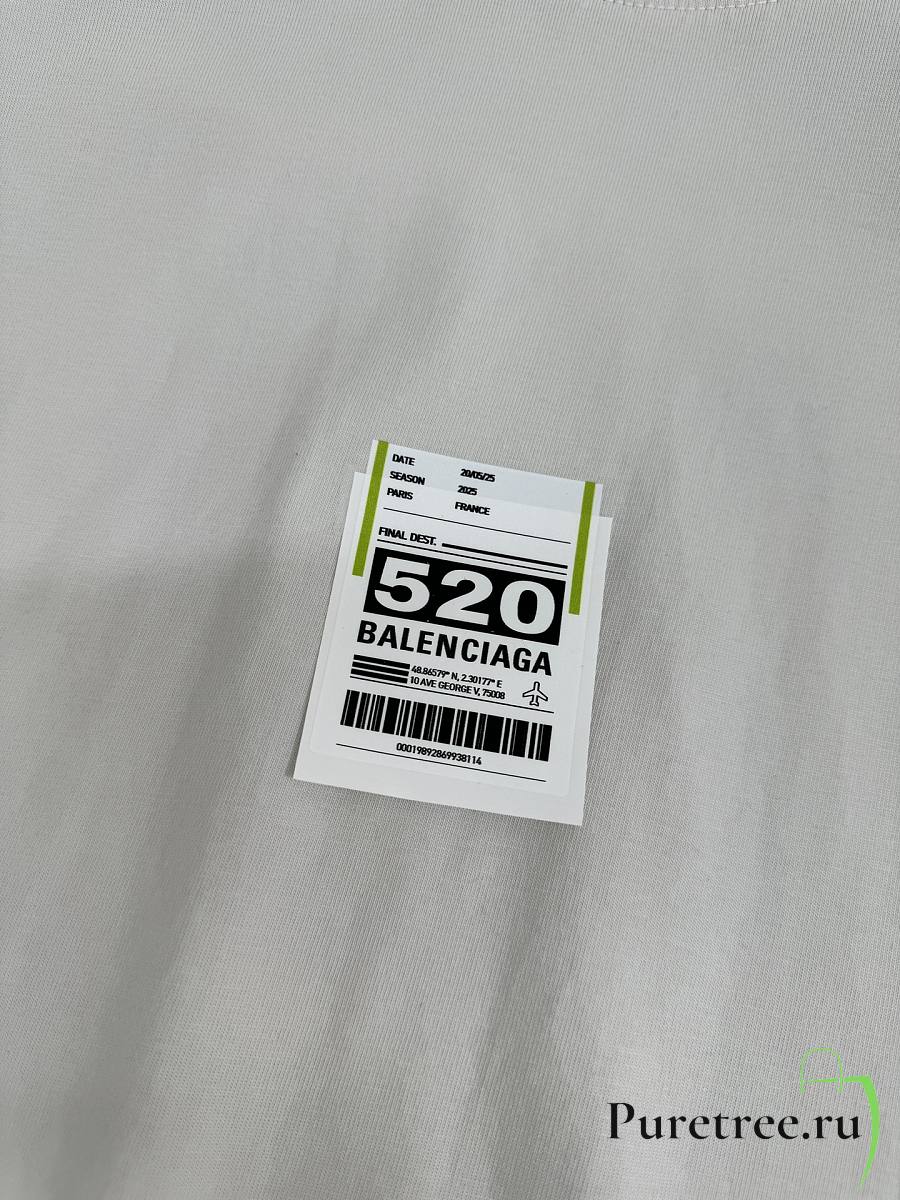 DATE 20/05/25
SEASON 2025
PARIS FRANCE
FINAL DEST.
520
BALENCIAGA
48.86579° N, 2.30177° E
10 AVE GEORGE V, 75008
00019892869938114
Puretree.ru